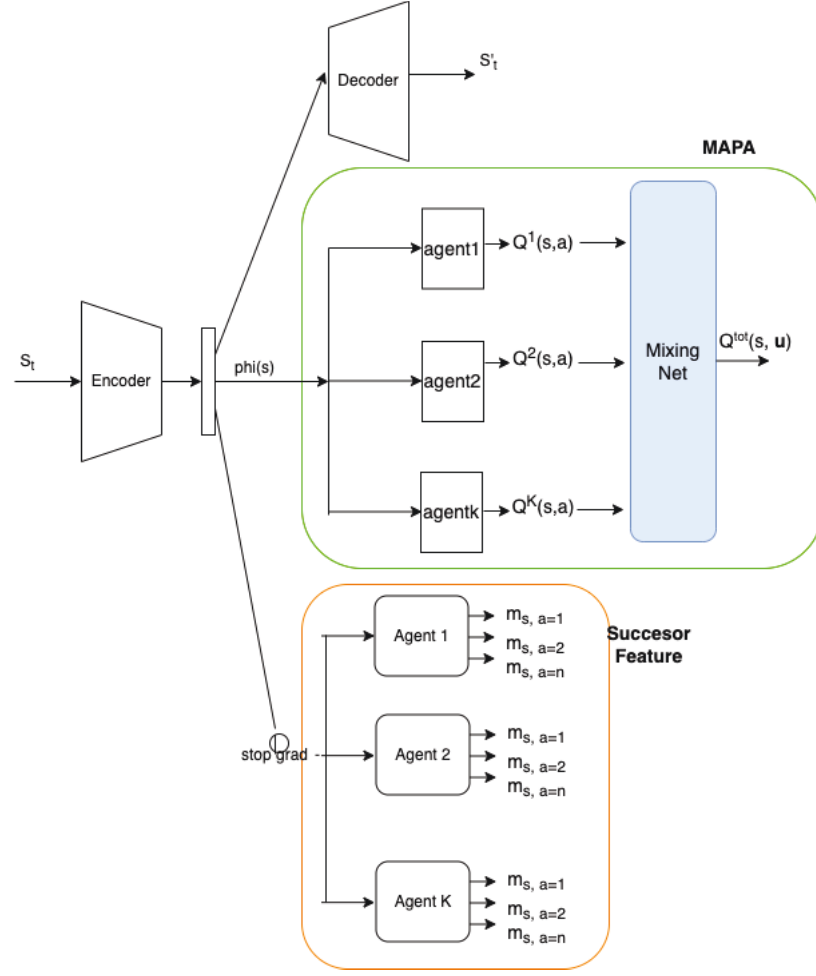 Decoder
S't
MAPA
agent1
Q¹(s,a)
St
Encoder
phi(s)
agent2
Q²(s,a)
Mixing
Net
Qᵗᵒᵗ(s, u)
agentk
Qᴷ(s,a)
Agent 1
ms, a=1
ms, a=2
ms, a=n
Succesor
Feature
stop grad
Agent 2
ms, a=1
ms, a=2
ms, a=n
Agent K
ms, a=1
ms, a=2
ms, a=n